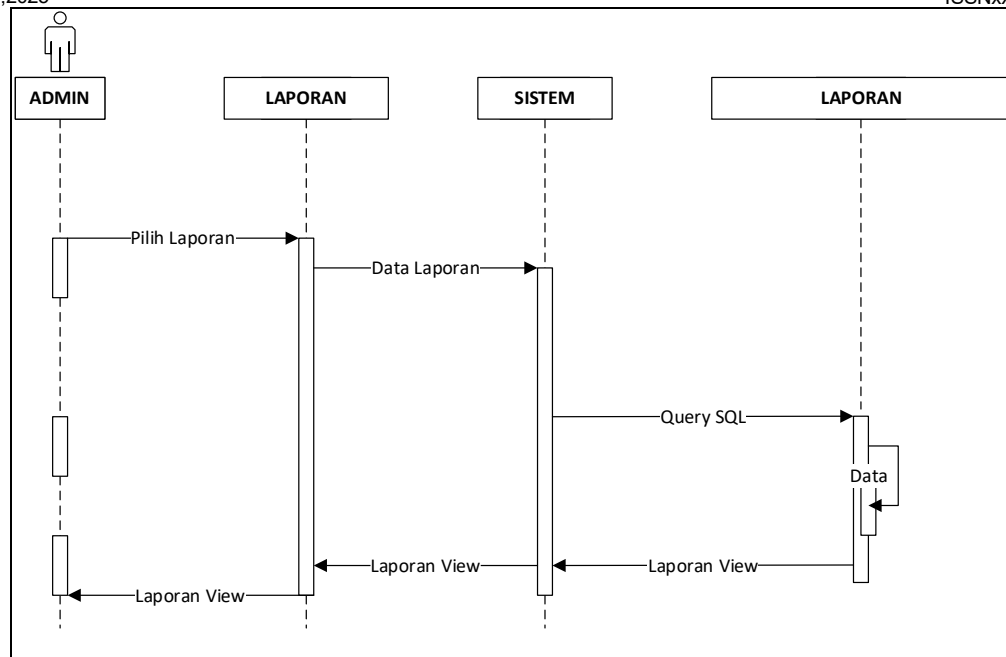 ADMIN
LAPORAN
SISTEM
LAPORAN
Pilih Laporan
Data Laporan
Query SQL
Data
Laporan View
Laporan View
Laporan View